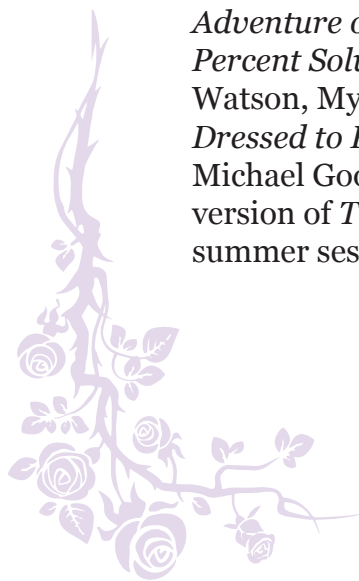 Adventure o
Percent Solu
Watson, My
Dressed to
Michael Goo
version of T
summer ses